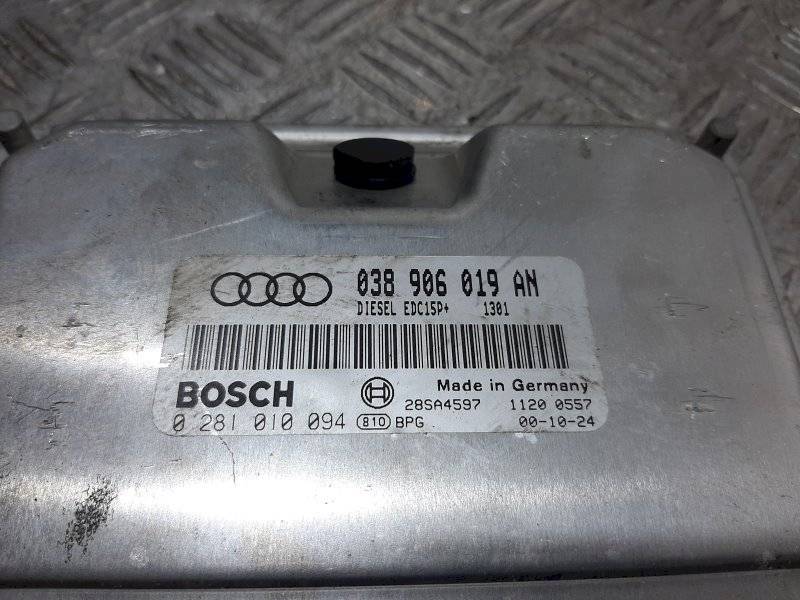 038 906 019 AN
DIESEL EDC15P+ 1301
BOSCH
Made in Germany
28SA4597 1120 0557
0 281 010 094 810 BPG 00-10-24